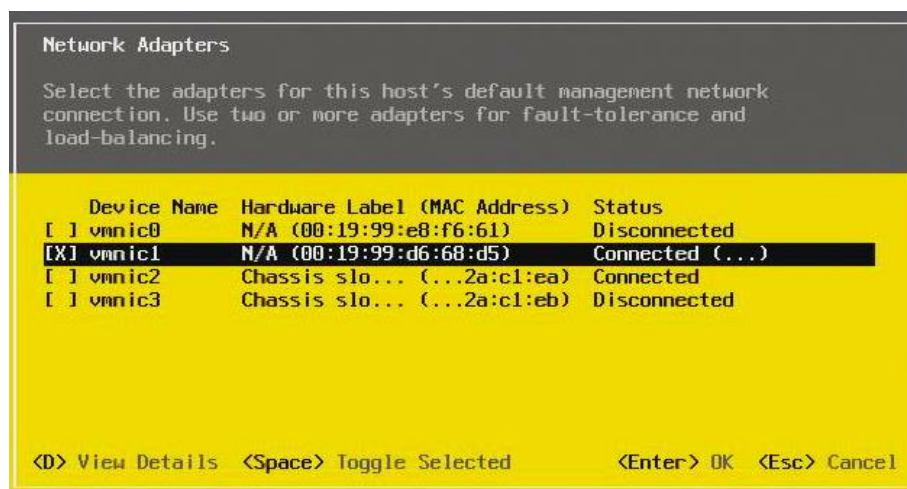 Network Adapters
Select the adapters for this host's default management network
connection. Use two or more adapters for fault-tolerance and
load-balancing.
Device Name Hardware Label (MAC Address) Status
[ ] vmnic0 N/A (00:19:99:e8:f6:61) Disconnected
[X] vmnic1 N/A (00:19:99:d6:68:d5) Connected (...)
[ ] vmnic2 Chassis slo... (...2a:c1:ea) Connected
[ ] vmnic3 Chassis slo... (...2a:c1:eb) Disconnected
<D> View Details <Space> Toggle Selected <Enter> OK <Esc> Cancel